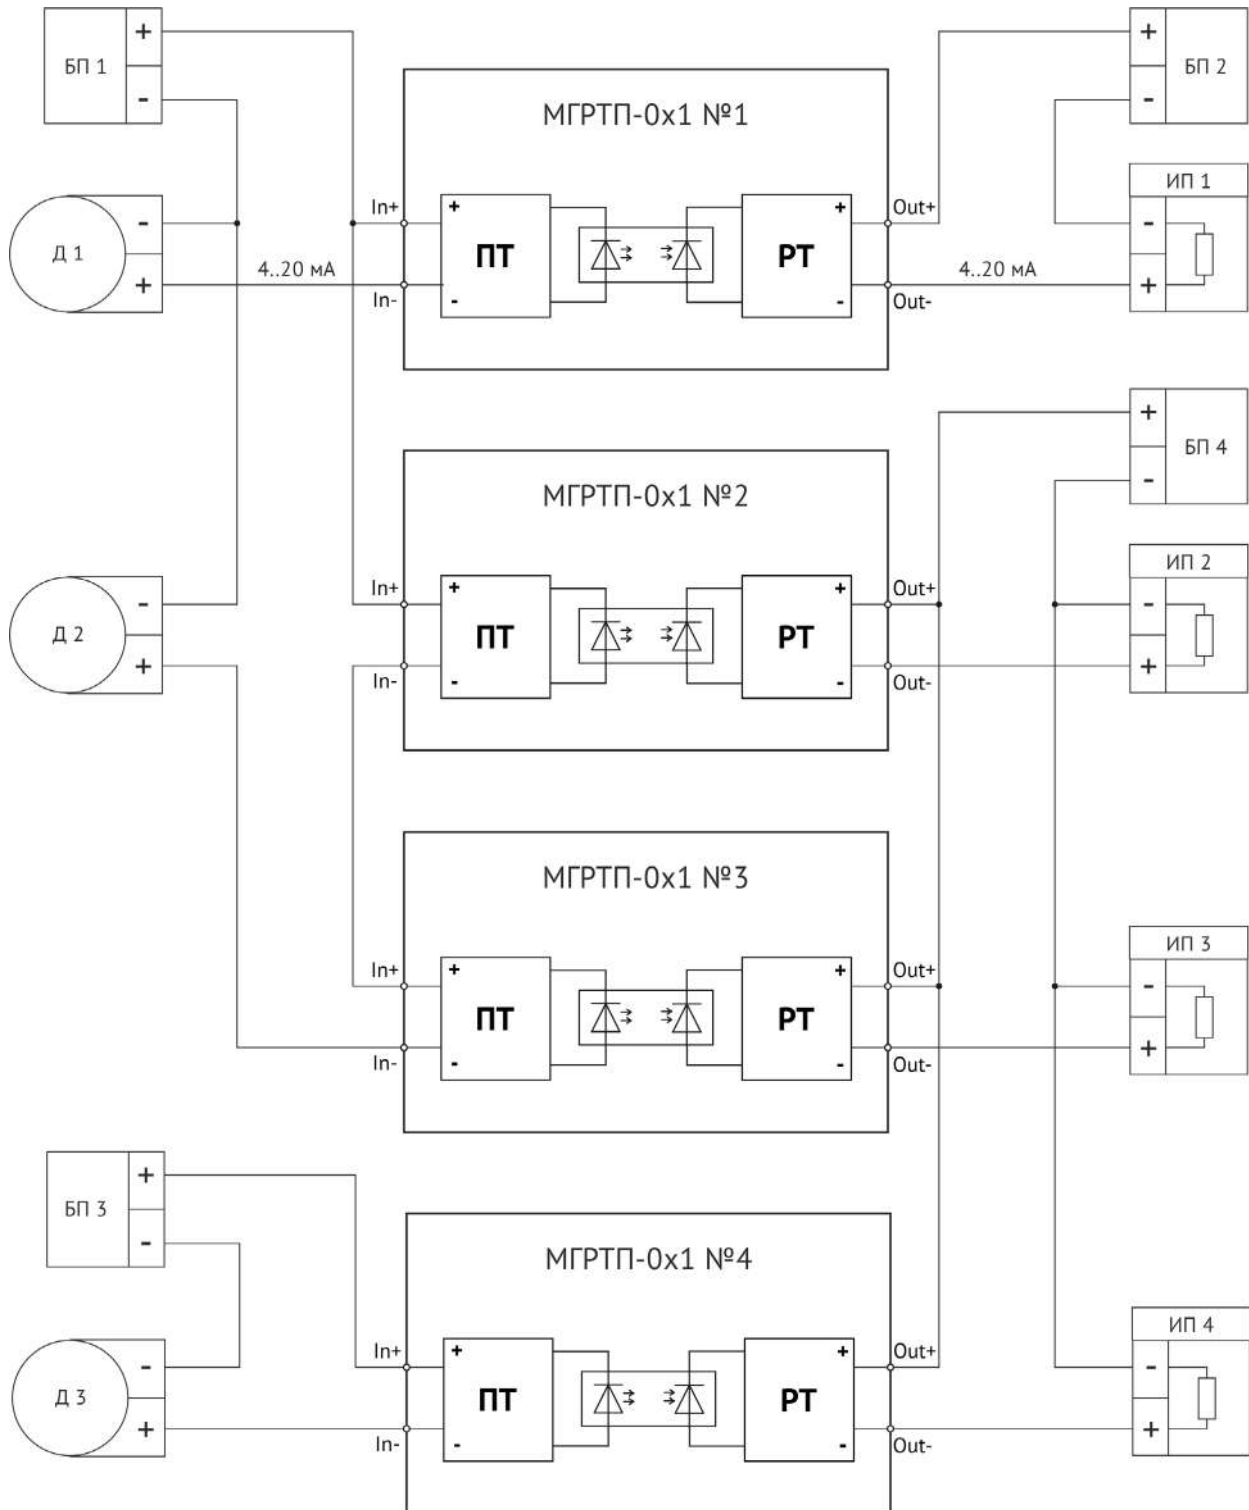 БП 1
+
-
БП 2
+
-
МГРТП-0х1 №1
ИП 1
-
+
Д 1
-
+
4..20 мА
In+
In-
+
ПТ
-
+
РТ
-
Out+
Out-
4..20 мА
БП 4
+
-
МГРТП-0х1 №2
ИП 2
-
+
Д 2
-
+
In+
In-
+
ПТ
-
+
РТ
-
Out+
Out-
МГРТП-0х1 №3
ИП 3
-
+
In+
In-
+
ПТ
-
+
РТ
-
Out+
Out-
БП 3
+
-
МГРТП-0х1 №4
ИП 4
-
+
Д 3
-
+
In+
In-
+
ПТ
-
+
РТ
-
Out+
Out-